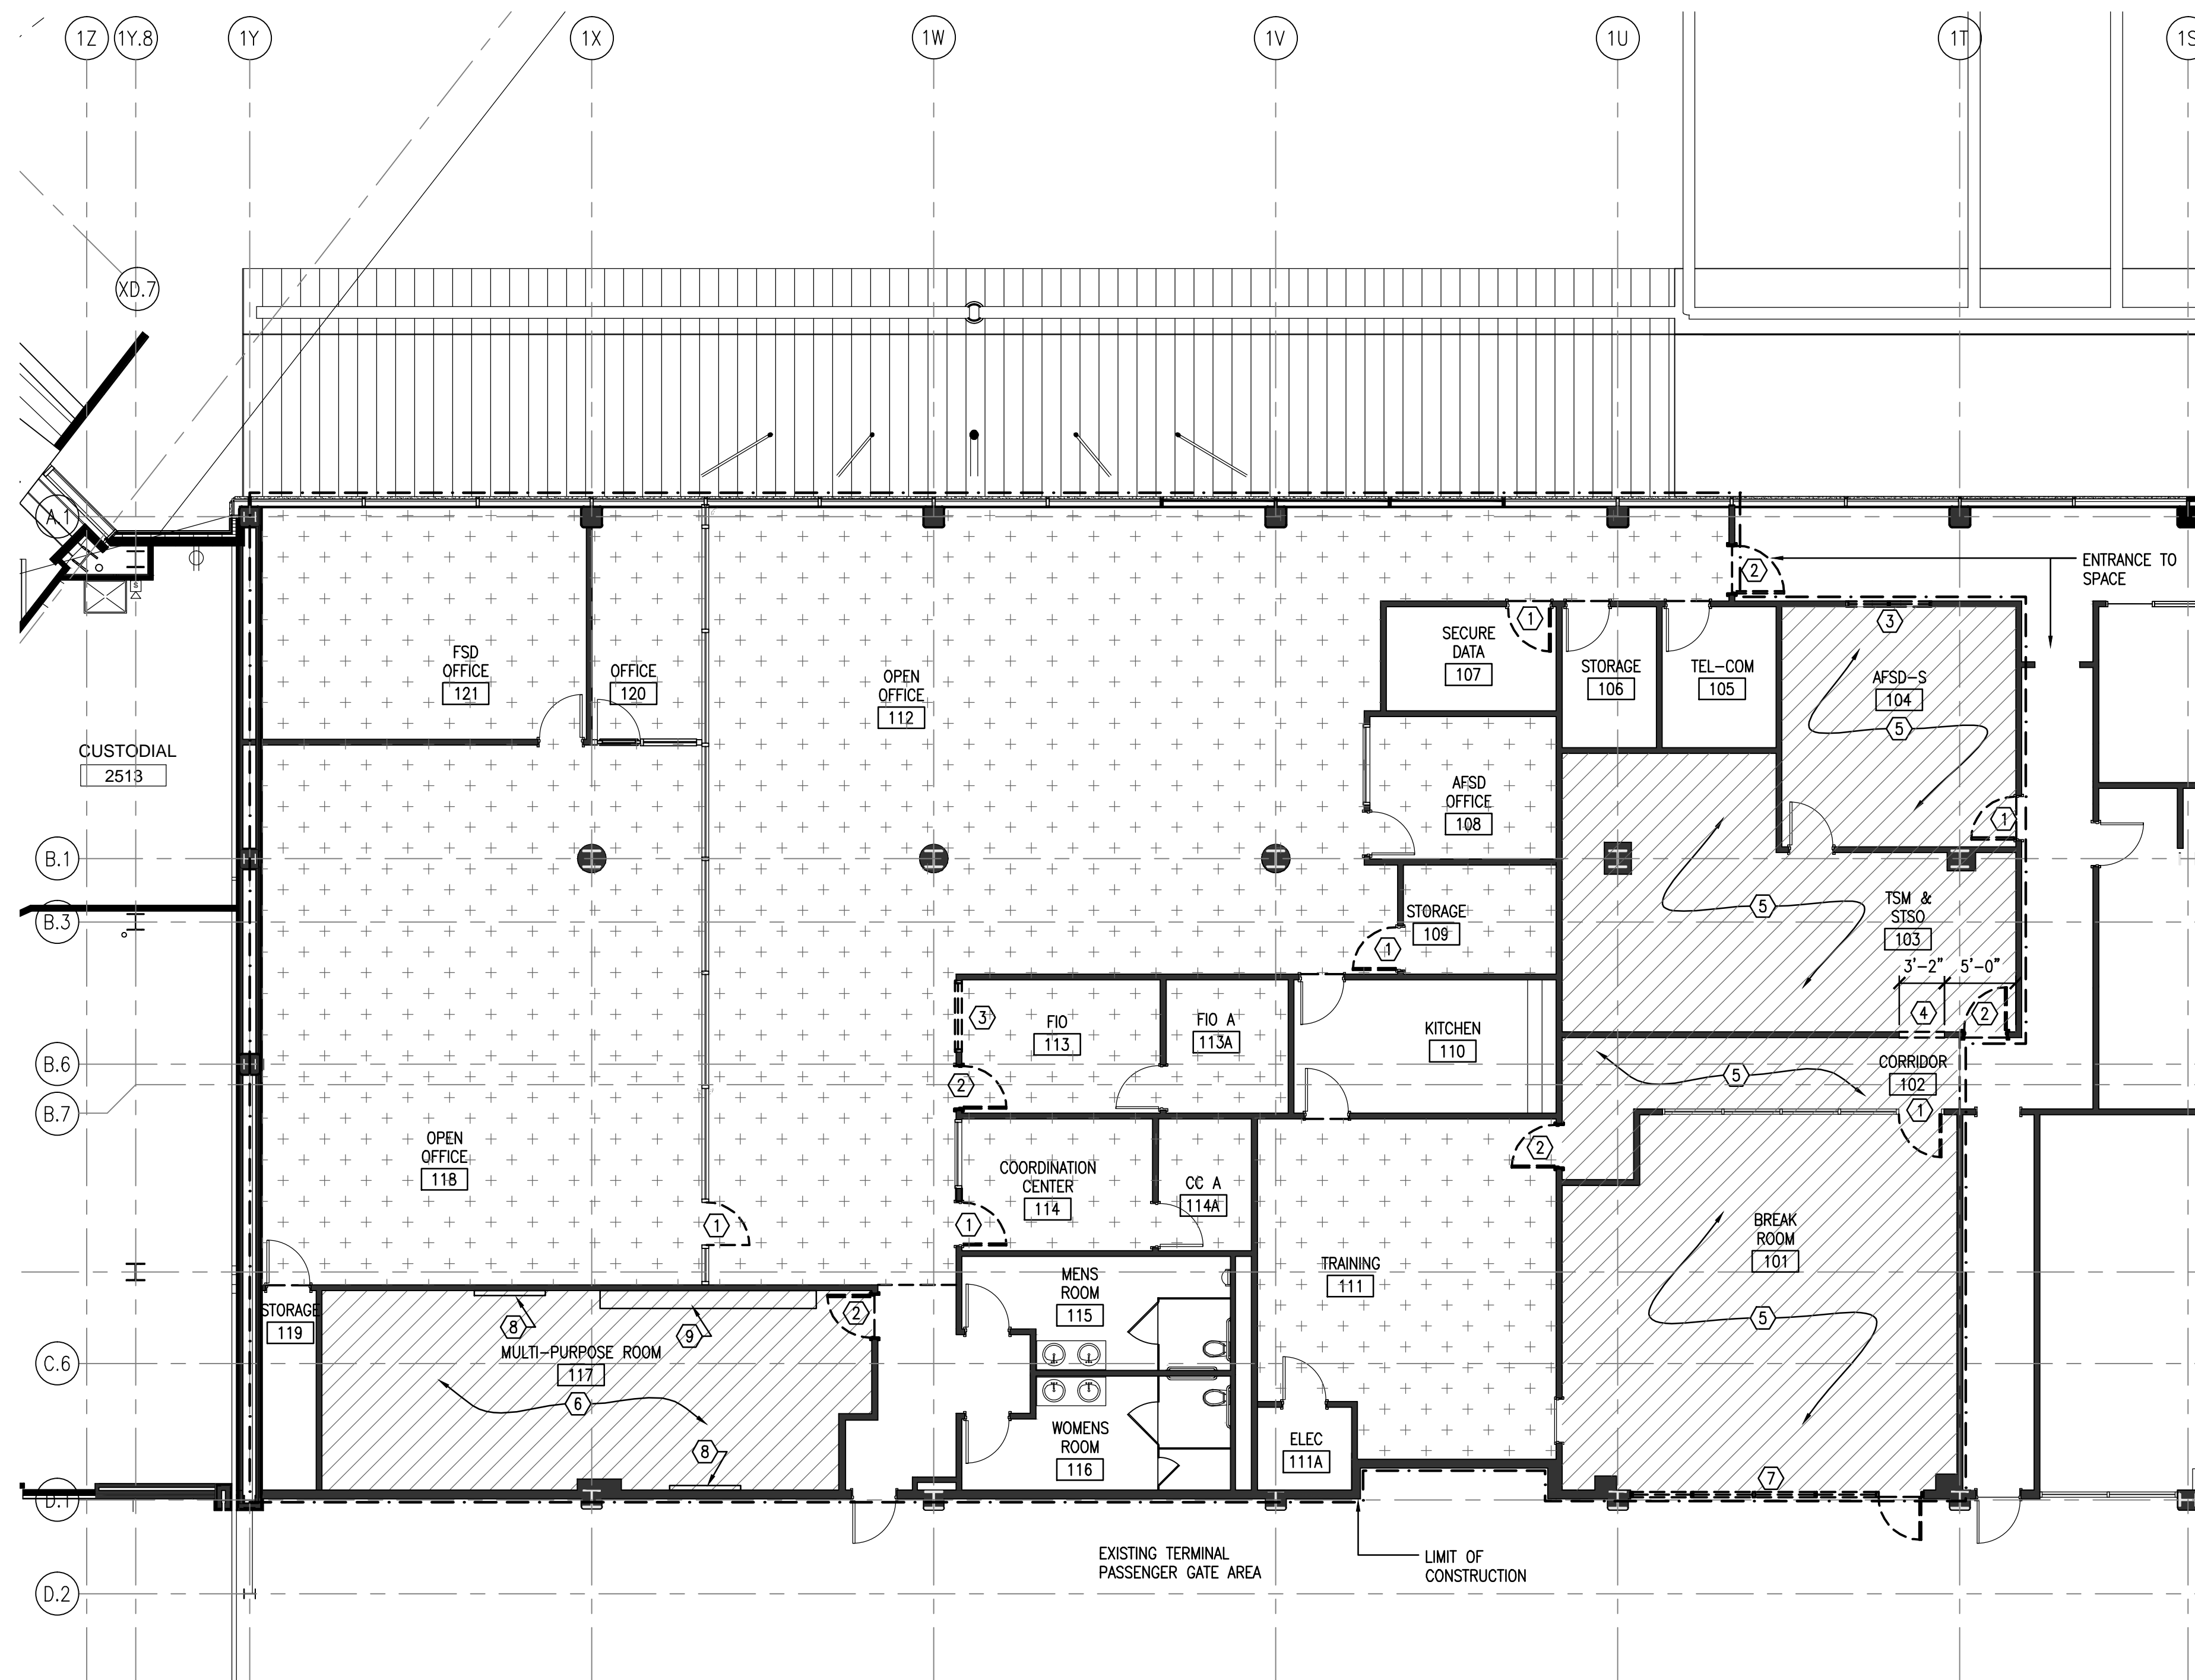 1Z
1Y.8
1Y
1X
1W
1V
1U
1T
1S
XD.7
A.1
ENTRANCE TO
SPACE
2
1
3
SECURE
DATA
107
STORAGE
106
TEL-COM
105
AFSD-S
104
5
FSD
OFFICE
121
OFFICE
120
OPEN
OFFICE
112
CUSTODIAL
2513
AFSD
OFFICE
108
1
B.1
B.3
STORAGE
109
1
5
TSM &
STSO
103
3'-2"
5'-0"
4
2
3
FIO
113
FIO A
113A
KITCHEN
110
B.6
B.7
2
5
CORRIDOR
102
1
OPEN
OFFICE
118
COORDINATION
CENTER
114
CC A
114A
2
1
1
BREAK
ROOM
101
5
TRAINING
111
MENS
ROOM
115
STORAGE
119
8
9
2
MULTI-PURPOSE ROOM
117
6
C.6
8
WOMENS
ROOM
116
ELEC
111A
7
D.1
EXISTING TERMINAL
PASSENGER GATE AREA
LIMIT OF
CONSTRUCTION
D.2